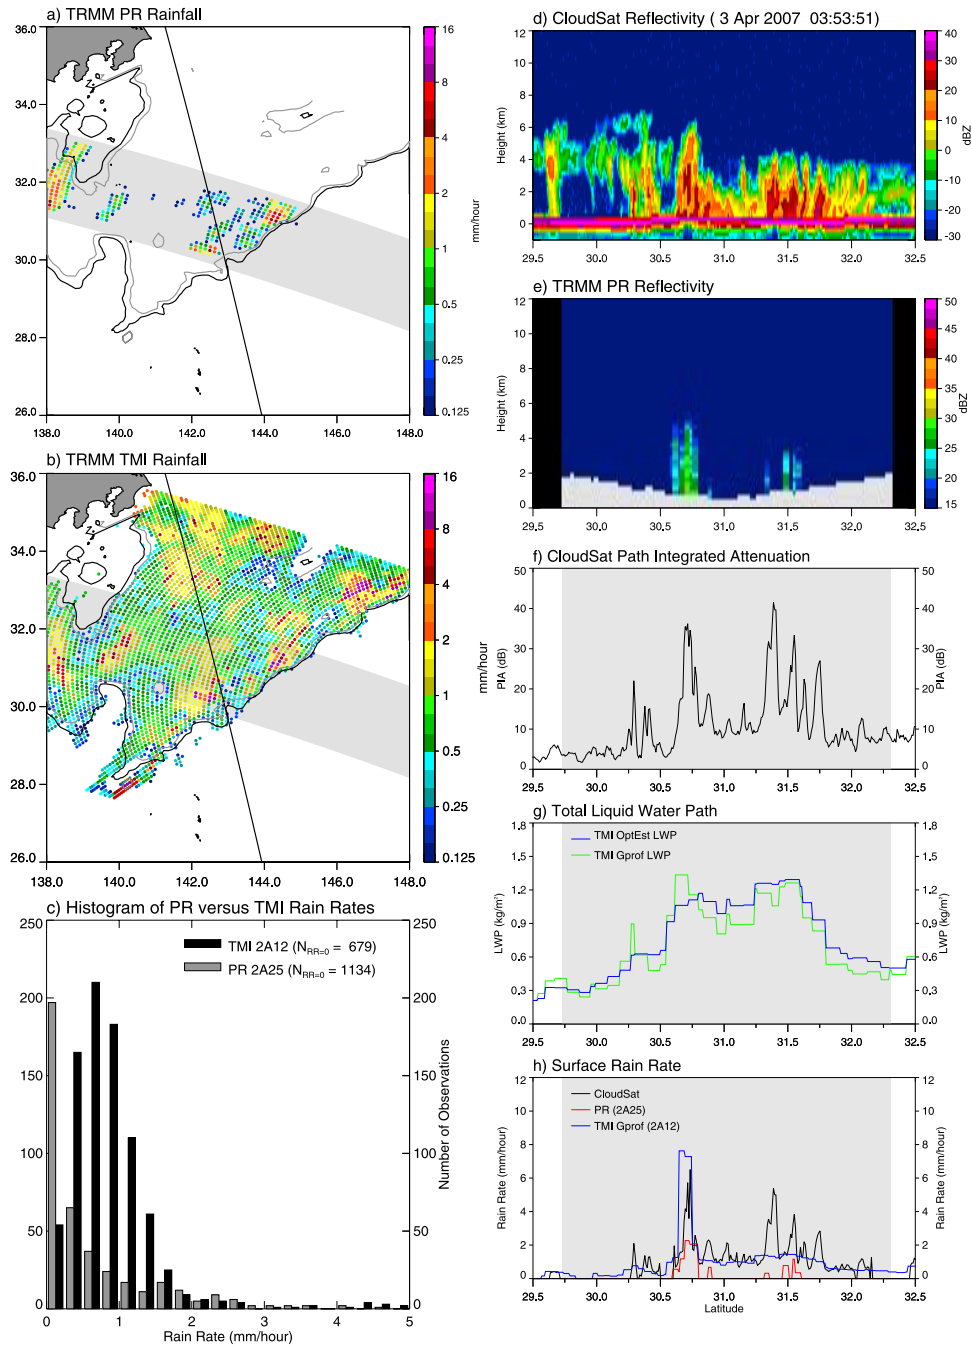 a) TRMM PR Rainfall
36.0
34.0
32.0
30.0
28.0
26.0
138.0 140.0 142.0 144.0 146.0 148.0
16
8
4
2
1
0.5
0.25
0.125
mm/hour
b) TRMM TMI Rainfall
36.0
34.0
32.0
30.0
28.0
26.0
138.0 140.0 142.0 144.0 146.0 148.0
16
8
4
2
1
0.5
0.25
0.125
mm/hour
c) Histogram of PR versus TMI Rain Rates
TMI 2A12 (N_RR=0 = 679)
PR 2A25 (N_RR=0 = 1134)
250
200
150
100
50
0
250
200
150
100
50
0
Number of Observations
0 1 2 3 4 5
Rain Rate (mm/hour)
d) CloudSat Reflectivity ( 3 Apr 2007 03:53:51)
12
10
8
6
4
2
0
Height (km)
29.5 30.0 30.5 31.0 31.5 32.0 32.5
40
30
20
10
0
-10
-20
-30
dBZ
e) TRMM PR Reflectivity
12
10
8
6
4
2
0
Height (km)
29.5 30.0 30.5 31.0 31.5 32.0 32.5
50
45
40
35
30
25
20
15
dBZ
f) CloudSat Path Integrated Attenuation
50
40
30
20
10
0
PIA (dB)
50
40
30
20
10
0
PIA (dB)
29.5 30.0 30.5 31.0 31.5 32.0 32.5
g) Total Liquid Water Path
TMI OptEst LWP
TMI Gprof LWP
1.8
1.5
1.2
0.9
0.6
0.3
0.0
LWP (kg/m²)
1.8
1.5
1.2
0.9
0.6
0.3
0.0
LWP (kg/m²)
29.5 30.0 30.5 31.0 31.5 32.0 32.5
h) Surface Rain Rate
CloudSat
PR (2A25)
TMI Gprof (2A12)
12
10
8
6
4
2
0
Rain Rate (mm/hour)
12
10
8
6
4
2
0
Rain Rate (mm/hour)
29.5 30.0 30.5 31.0 31.5 32.0 32.5
Latitude